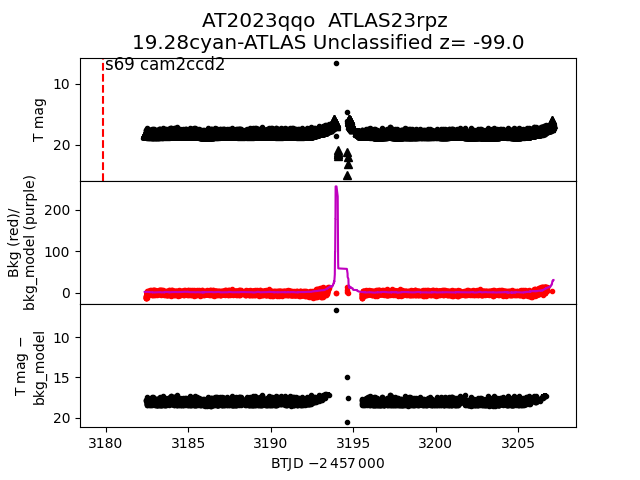 AT2023qqo  ATLAS23rpz
19.28cyan-ATLAS Unclassified z= -99.0
s69 cam2ccd2
T mag
10
20
Bkg (red)/
bkg_model (purple)
200
100
0
T mag −
bkg_model
10
15
20
3180 3185 3190 3195 3200 3205
BTJD −2 457 000